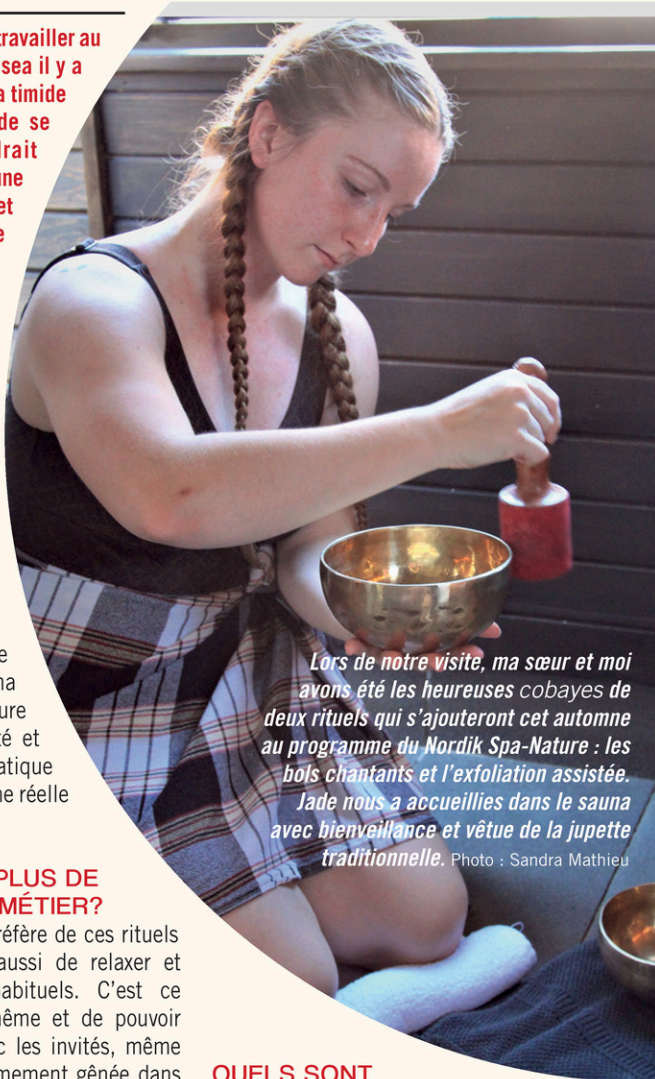 travailler au
sea il y a
a timide
de se
drait
une
et
e
e
na
ure
té et
atique
ne réelle
PLUS DE
MÉTIER?
réfère de ces rituels
aussi de relaxer et
habituels. C'est ce
même et de pouvoir
c les invités, même
mement gênée dans
Lors de notre visite, ma sœur et moi
avons été les heureuses cobayes de
deux rituels qui s'ajouteront cet automne
au programme du Nordik Spa-Nature : les
bols chantants et l'exfoliation assistée.
Jade nous a accueillies dans le sauna
avec bienveillance et vêtue de la jupette
traditionnelle. Photo : Sandra Mathieu
QUELS SONT